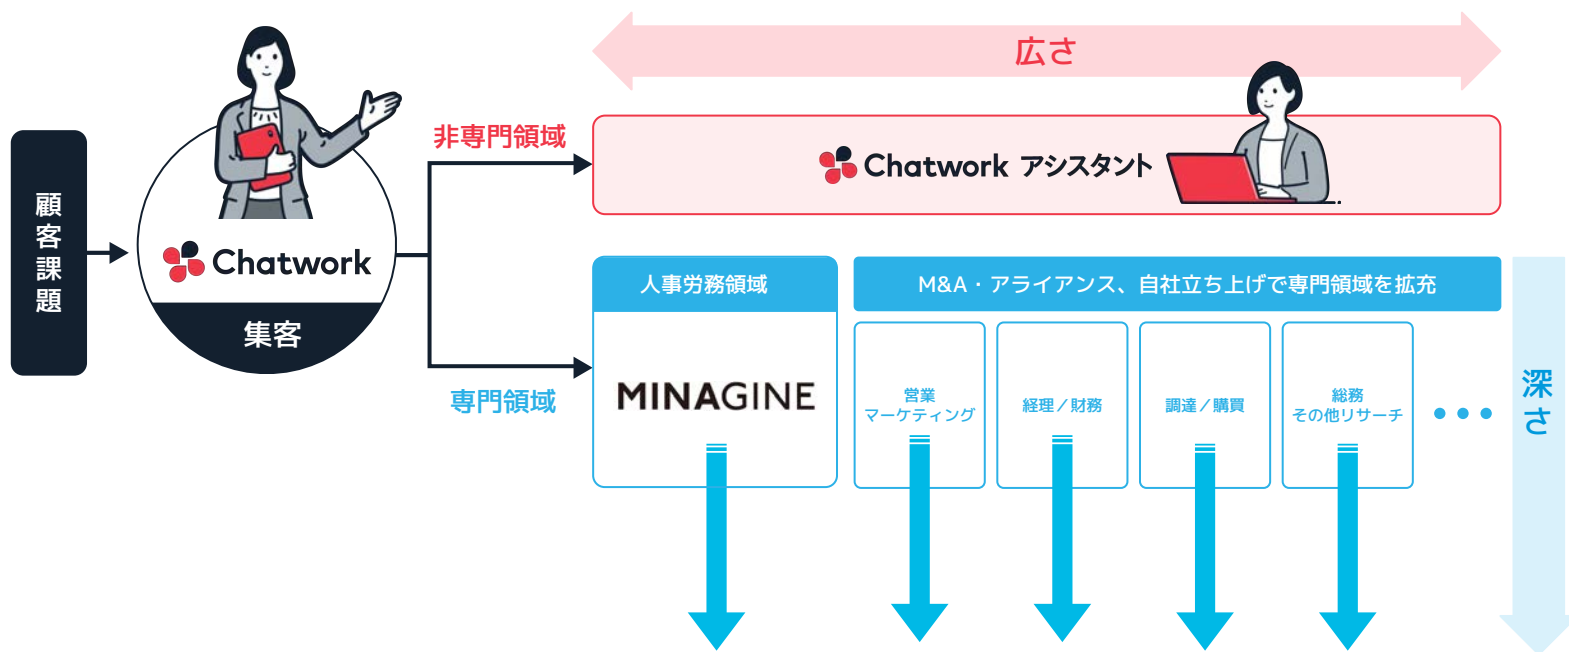 広さ
顧客課題
Chatwork
集客
非専門領域
Chatwork アシスタント
専門領域
人事労務領域
MINAGINE
M&A・アライアンス、自社立ち上げで専門領域を拡充
営業
マーケティング
経理／財務
調達／購買
総務
その他リサーチ
•••
深さ